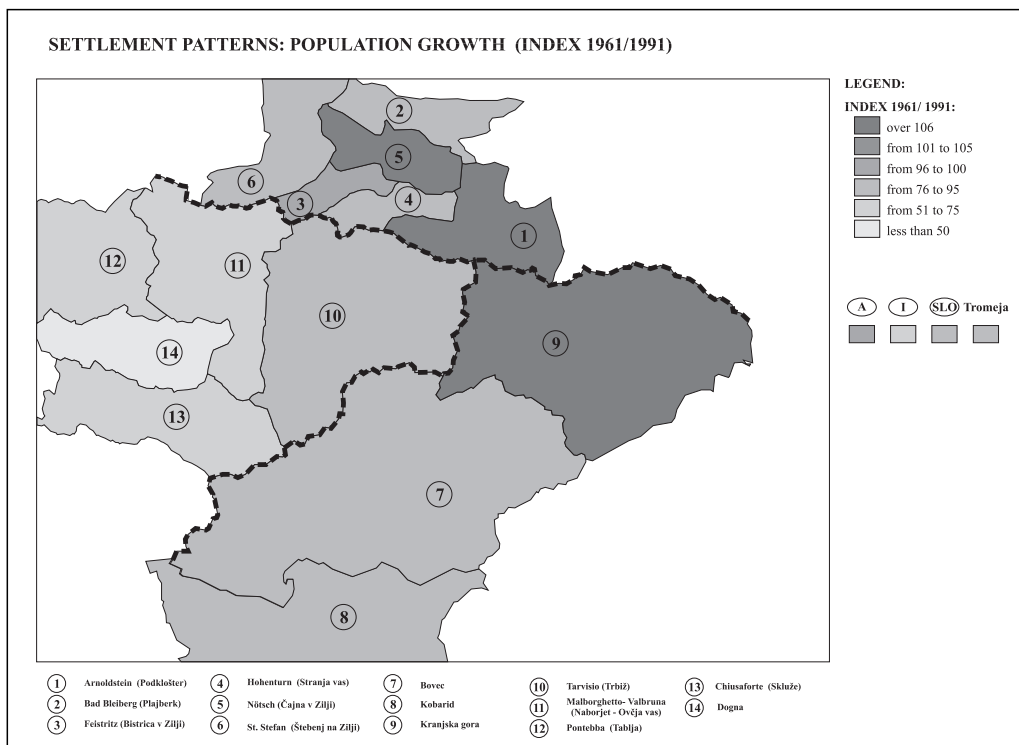 SETTLEMENT PATTERNS: POPULATION GROWTH (INDEX 1961/1991)
LEGEND:
INDEX 1961/ 1991:
over 106
from 101 to 105
from 96 to 100
from 76 to 95
from 51 to 75
less than 50
A I SLO Tromeja
2
5
6
4
3
1
12
11
10
9
14
13
7
8
1 Arnoldstein (Podklošter)
2 Bad Bleiberg (Plajberk)
3 Feistritz (Bistrica v Zilji)
4 Hohenturn (Stranja vas)
5 Nötsch (Čajna v Zilji)
6 St. Stefan (Štebenj na Zilji)
7 Bovec
8 Kobarid
9 Kranjska gora
10 Tarvisio (Trbiž)
11 Malborghetto- Valbruna
(Naborjet - Ovčja vas)
12 Pontebba (Tablja)
13 Chiusaforte (Skluže)
14 Dogna